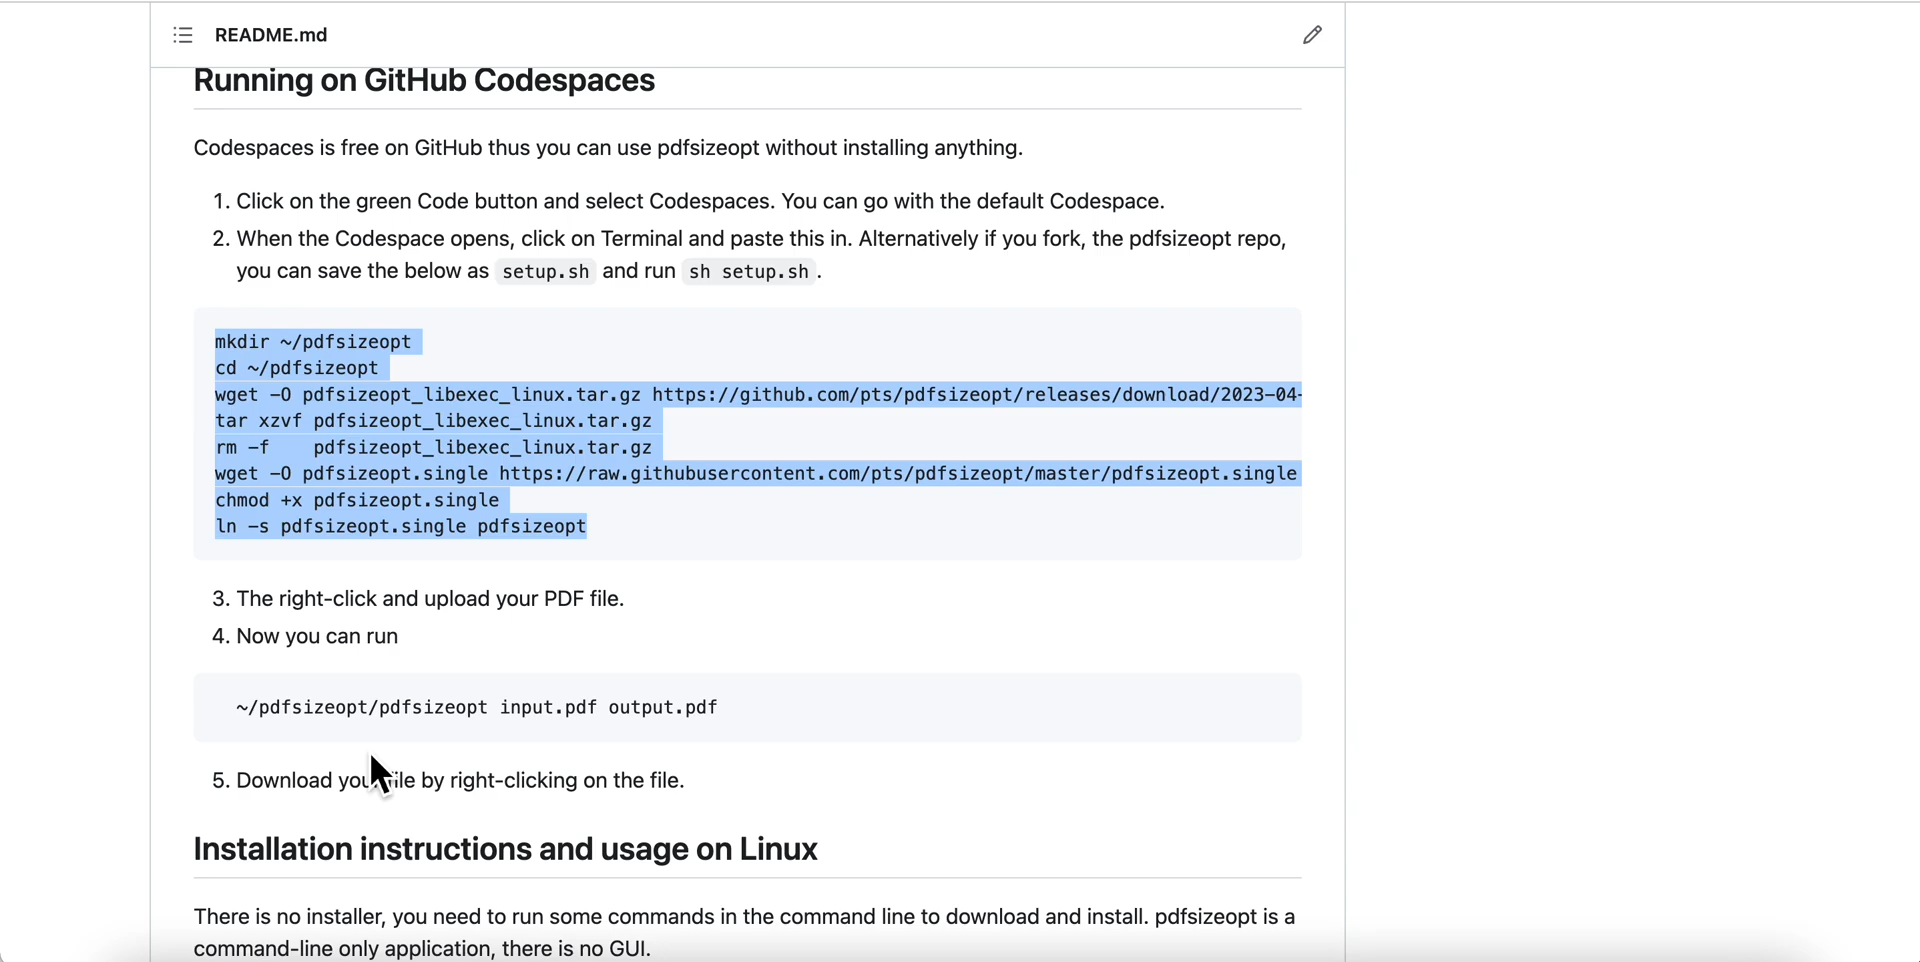 README.md
Running on GitHub Codespaces
Codespaces is free on GitHub thus you can use pdfsizeopt without installing anything.
1. Click on the green Code button and select Codespaces. You can go with the default Codespace.
2. When the Codespace opens, click on Terminal and paste this in. Alternatively if you fork, the pdfsizeopt repo,
you can save the below as setup.sh and run sh setup.sh .
mkdir ~/pdfsizeopt
cd ~/pdfsizeopt
wget -O pdfsizeopt_libexec_linux.tar.gz https://github.com/pts/pdfsizeopt/releases/download/2023-04-
tar xzvf pdfsizeopt_libexec_linux.tar.gz
rm -f    pdfsizeopt_libexec_linux.tar.gz
wget -O pdfsizeopt.single https://raw.githubusercontent.com/pts/pdfsizeopt/master/pdfsizeopt.single
chmod +x pdfsizeopt.single
ln -s pdfsizeopt.single pdfsizeopt
3. The right-click and upload your PDF file.
4. Now you can run
~/pdfsizeopt/pdfsizeopt input.pdf output.pdf
5. Download your file by right-clicking on the file.
Installation instructions and usage on Linux
There is no installer, you need to run some commands in the command line to download and install. pdfsizeopt is a
command-line only application, there is no GUI.